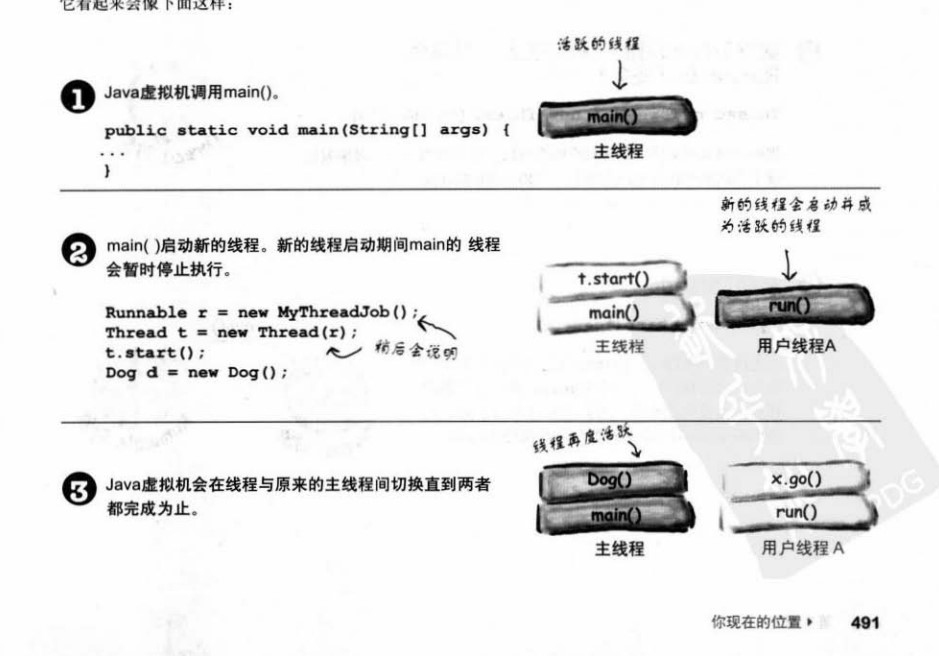 它看起来会像下面这样：
活跃的线程
1 Java虚拟机调用main()。
public static void main(String[] args) {
...
}
main()
主线程
新的线程会启动并成
为活跃的线程
2 main( )启动新的线程。新的线程启动期间main的 线程
会暂时停止执行。
Runnable r = new MyThreadJob();
Thread t = new Thread(r);
稍后会说明
t.start();
Dog d = new Dog();
t.start()
main()
主线程
run()
用户线程A
线程再度活跃
3 Java虚拟机会在线程与原来的主线程间切换直到两者
都完成为止。
Dog()
main()
主线程
x.go()
run()
用户线程 A
PDG
你现在的位置 ▶
491